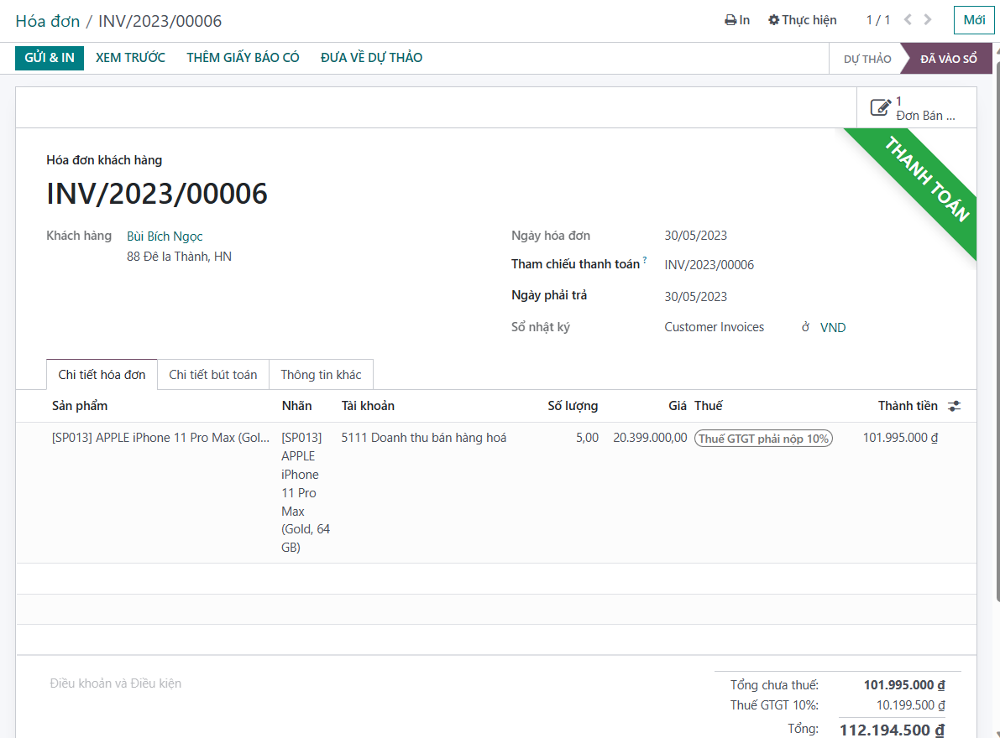 Hóa đơn / INV/2023/00006
In
Thực hiện
1 / 1
Mới
GỬI & IN
XEM TRƯỚC
THÊM GIẤY BÁO CÓ
ĐƯA VỀ DỰ THẢO
DỰ THẢO
ĐÃ VÀO SỔ
1
Đơn Bán ...
THANH TOÁN
Hóa đơn khách hàng
INV/2023/00006
Khách hàng
Bùi Bích Ngọc
88 Đê la Thành, HN
Ngày hóa đơn
30/05/2023
Tham chiếu thanh toán ?
INV/2023/00006
Ngày phải trả
30/05/2023
Sổ nhật ký
Customer Invoices
ở
VND
Chi tiết hóa đơn
Chi tiết bút toán
Thông tin khác
Sản phẩm
Nhãn
Tài khoản
Số lượng
Giá
Thuế
Thành tiền
[SP013] APPLE iPhone 11 Pro Max (Gol...
[SP013]
APPLE
iPhone
11 Pro
Max
(Gold, 64
GB)
5111 Doanh thu bán hàng hoá
5,00
20.399.000,00
Thuế GTGT phải nộp 10%
101.995.000 ₫
Điều khoản và Điều kiện
Tổng chưa thuế: 101.995.000 ₫
Thuế GTGT 10%: 10.199.500 ₫
Tổng: 112.194.500 ₫